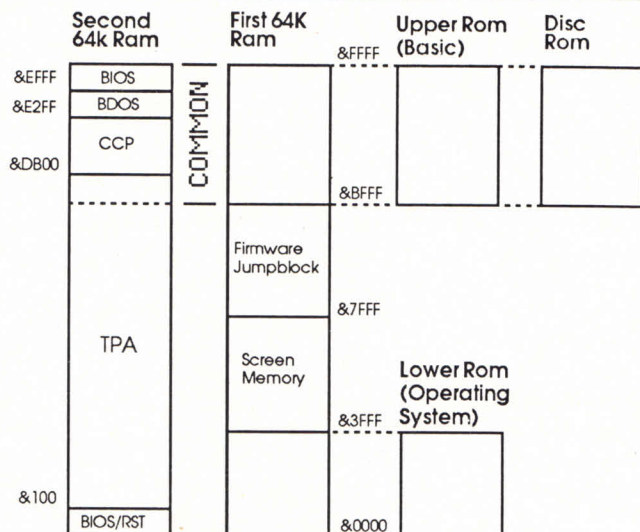 Second
64k Ram
First 64K
Ram
Upper Rom
(Basic)
Disc
Rom
&FFFF
&EFFF
BIOS
&E2FF
BDOS
CCP
&DB00
COMMON
&BFFF
Firmware
Jumpblock
&7FFF
TPA
Screen
Memory
Lower Rom
(Operating
System)
&3FFF
&100
BIOS/RST
&0000